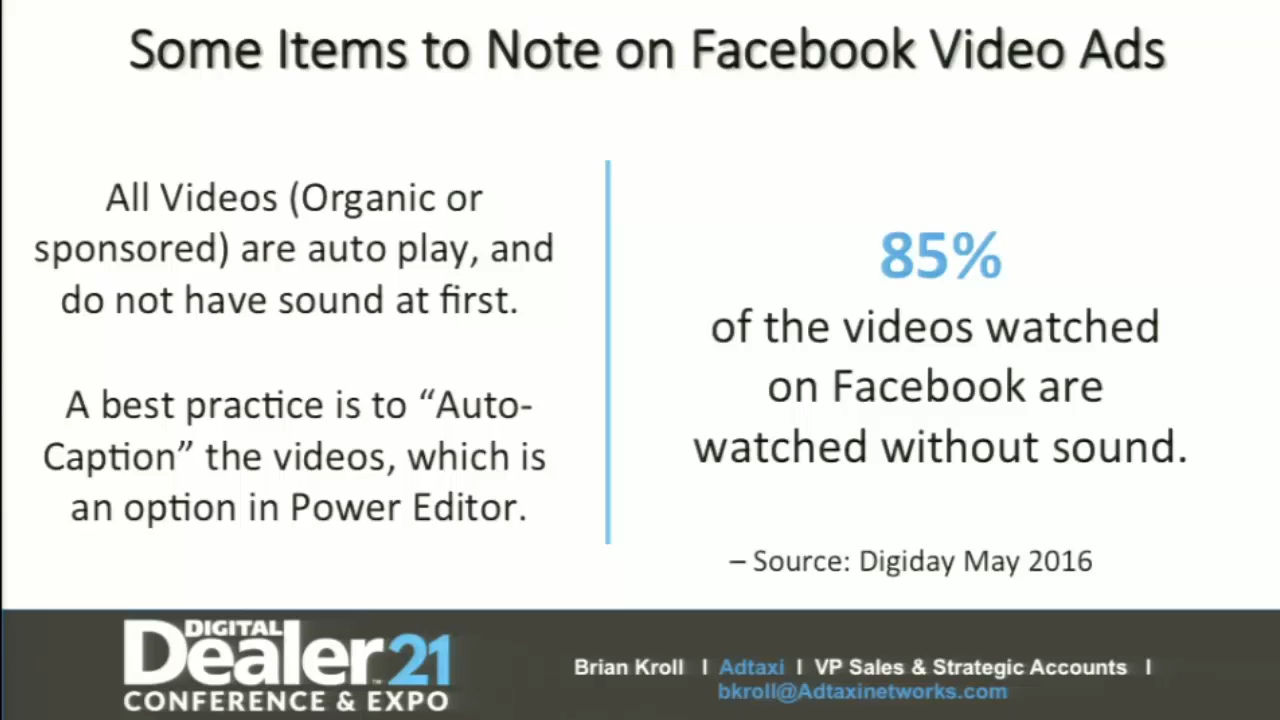 Some Items to Note on Facebook Video Ads
All Videos (Organic or
sponsored) are auto play, and
do not have sound at first.
A best practice is to “Auto-
Caption” the videos, which is
an option in Power Editor.
85%
of the videos watched
on Facebook are
watched without sound.
– Source: Digiday May 2016
DIGITAL
Dealer 21
CONFERENCE & EXPO
Brian Kroll | Adtaxi | VP Sales & Strategic Accounts |
bkroll@Adtaxinetworks.com